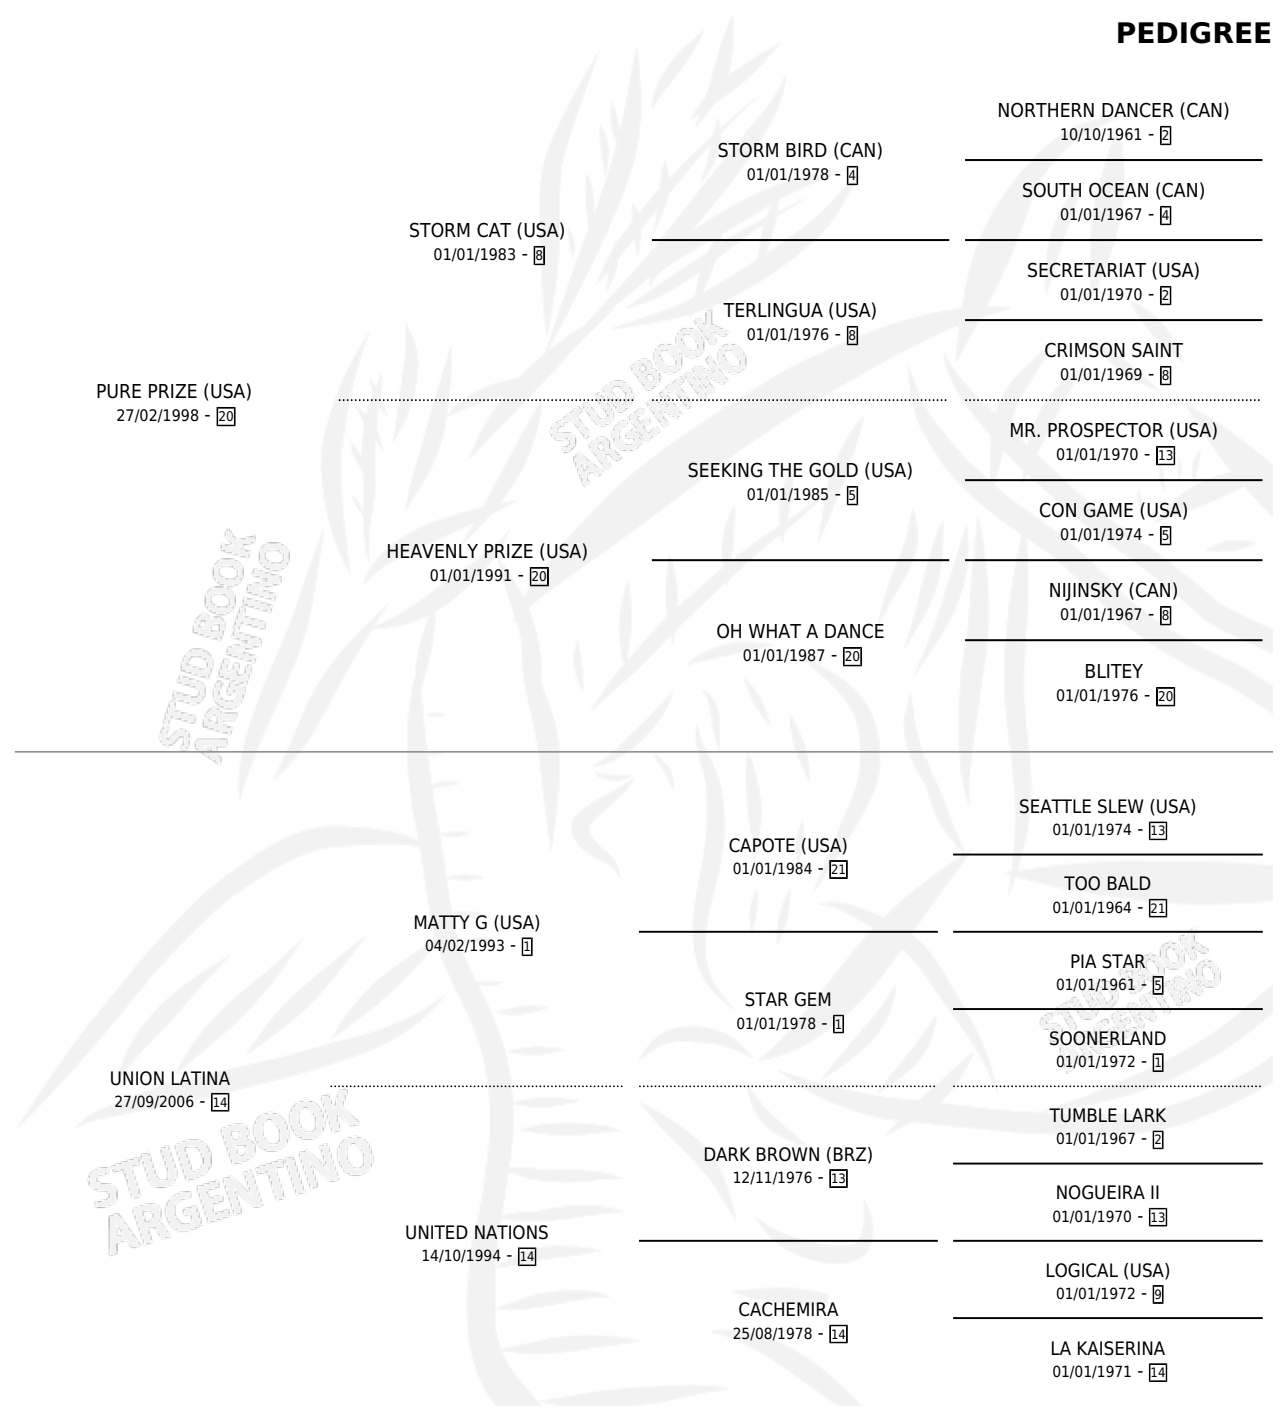 PEDIGREE
NORTHERN DANCER (CAN)
10/10/1961 - 2
STORM BIRD (CAN)
01/01/1978 - 4
SOUTH OCEAN (CAN)
01/01/1967 - 4
STORM CAT (USA)
01/01/1983 - 8
SECRETARIAT (USA)
01/01/1970 - 2
TERLINGUA (USA)
01/01/1976 - 8
CRIMSON SAINT
01/01/1969 - 8
PURE PRIZE (USA)
27/02/1998 - 20
MR. PROSPECTOR (USA)
01/01/1970 - 13
SEEKING THE GOLD (USA)
01/01/1985 - 5
CON GAME (USA)
01/01/1974 - 5
HEAVENLY PRIZE (USA)
01/01/1991 - 20
NIJINSKY (CAN)
01/01/1967 - 8
OH WHAT A DANCE
01/01/1987 - 20
BLITEY
01/01/1976 - 20
SEATTLE SLEW (USA)
01/01/1974 - 13
CAPOTE (USA)
01/01/1984 - 21
TOO BALD
01/01/1964 - 21
MATTY G (USA)
04/02/1993 - 1
PIA STAR
01/01/1961 - 5
STAR GEM
01/01/1978 - 1
SOONERLAND
01/01/1972 - 1
UNION LATINA
27/09/2006 - 14
TUMBLE LARK
01/01/1967 - 2
DARK BROWN (BRZ)
12/11/1976 - 13
NOGUEIRA II
01/01/1970 - 13
UNITED NATIONS
14/10/1994 - 14
LOGICAL (USA)
01/01/1972 - 9
CACHEMIRA
25/08/1978 - 14
LA KAISERINA
01/01/1971 - 14
STUD BOOK
ARGENTINO
STUD BOOK
ARGENTINO
STUD BOOK
ARGENTINO
STUD BOOK
ARGENTINO